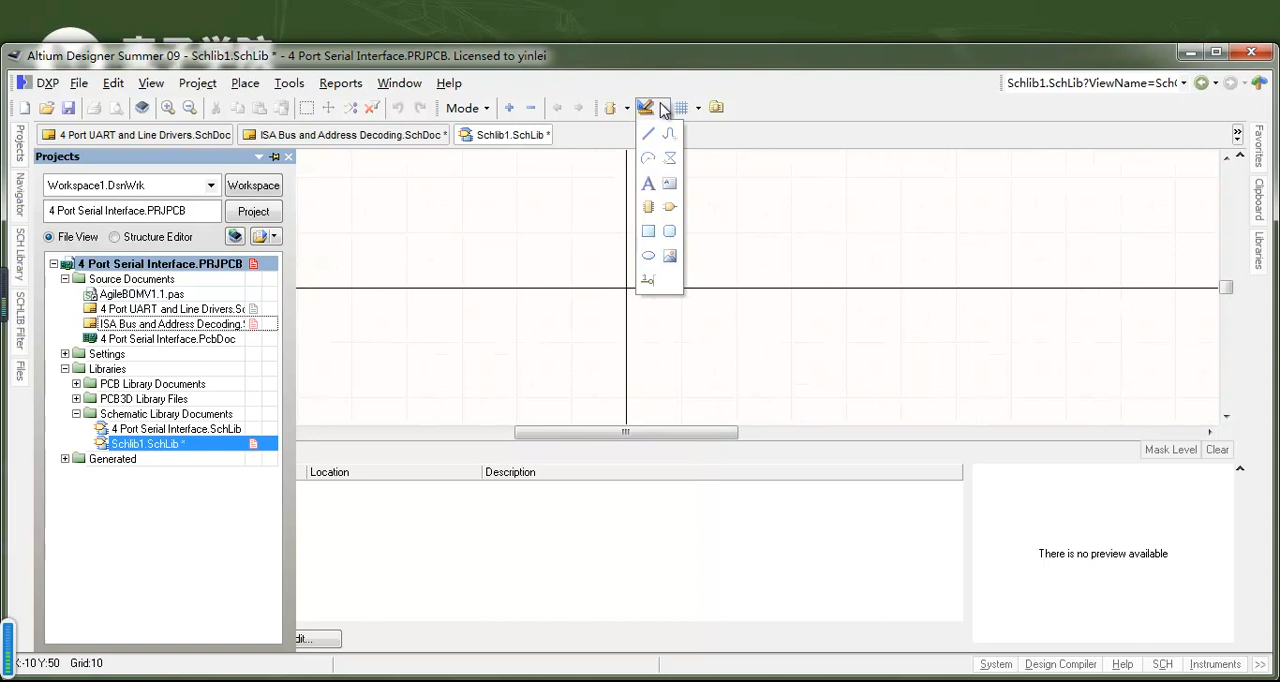 Altium Designer Summer 09 - Schlib1.SchLib * - 4 Port Serial Interface.PRJPCB. Licensed to yinlei
DXP File Edit View Project Place Tools Reports Window Help
Schlib1.SchLib?ViewName=Sch
Mode
4 Port UART and Line Drivers.SchDoc
ISA Bus and Address Decoding.SchDoc *
Schlib1.SchLib *
Projects
Navigator
SCH Library
SCHLIB Filter
Files
Projects
Workspace1.DsnWrk
Workspace
4 Port Serial Interface.PRJPCB
Project
File View
Structure Editor
4 Port Serial Interface.PRJPCB
Source Documents
AgileBOMV1.1.pas
4 Port UART and Line Drivers.Sc
ISA Bus and Address Decoding.
4 Port Serial Interface.PcbDoc
Settings
Libraries
PCB Library Documents
PCB3D Library Files
Schematic Library Documents
4 Port Serial Interface.SchLib
Schlib1.SchLib *
Generated
A
Favorites
Clipboard
Libraries
Mask Level
Clear
Location
Description
There is no preview available
dit...
X:-10 Y:50 Grid:10
System
Design Compiler
Help
SCH
Instruments
>>